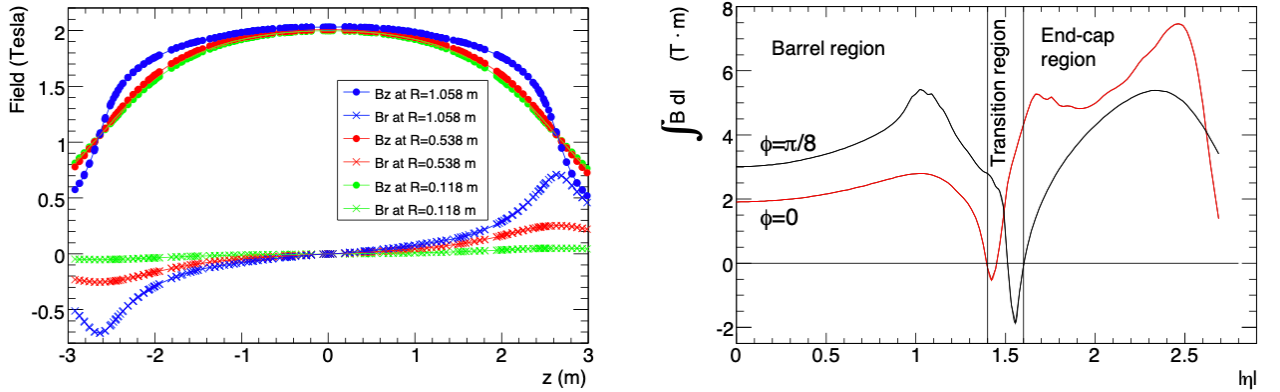 Field (Tesla)
2
1.5
1
0.5
0
-0.5
Bz at R=1.058 m
Br at R=1.058 m
Bz at R=0.538 m
Br at R=0.538 m
Bz at R=0.118 m
Br at R=0.118 m
-3 -2 -1 0 1 2 3
z (m)
∫B dl (T · m)
8
6
4
2
0
-2
Barrel region
Transition region
End-cap
region
ϕ=π/8
ϕ=0
0 0.5 1 1.5 2 2.5
|η|